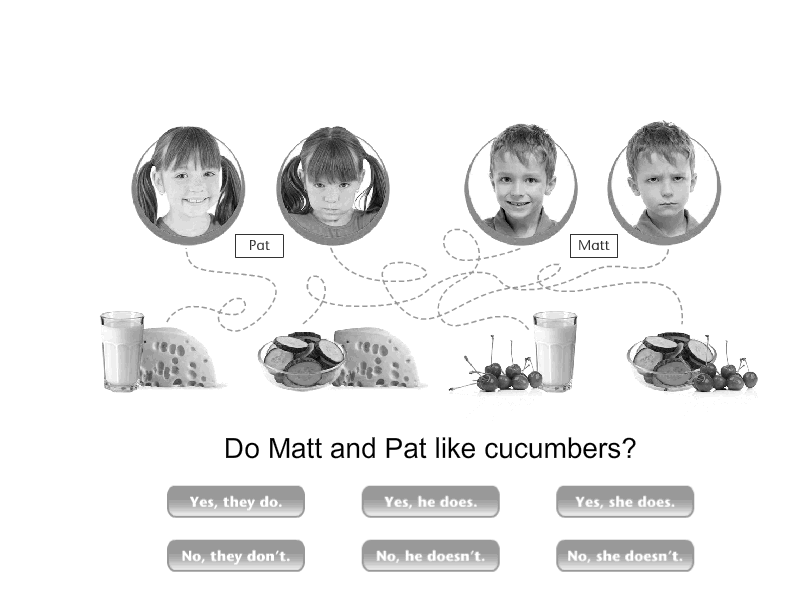 Pat
Matt
Do Matt and Pat like cucumbers?
Yes, they do.
Yes, he does.
Yes, she does.
No, they don't.
No, he doesn't.
No, she doesn't.